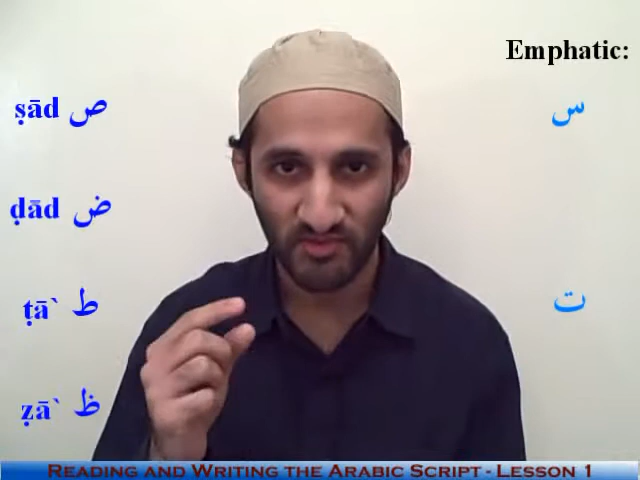 Emphatic:
ṣād ص س
ḍād ض
ṭā` ط ت
ẓā` ظ
READING AND WRITING THE ARABIC SCRIPT - LESSON 1